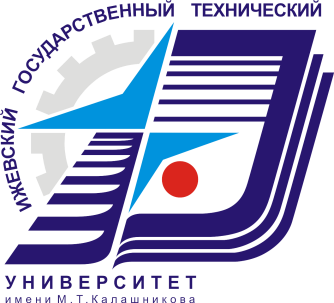 ИЖЕВСКИЙ ГОСУДАРСТВЕННЫЙ ТЕХНИЧЕСКИЙ
УНИВЕРСИТЕТ
имени М.Т.Калашникова